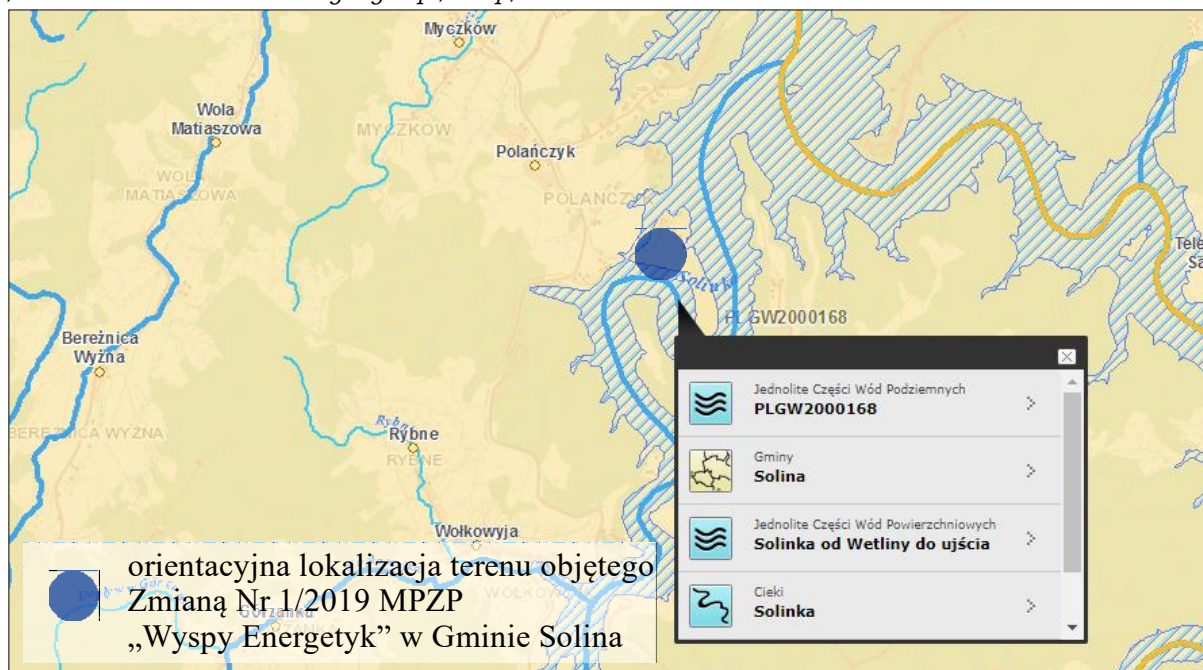 Myczków
Wola
Matiaszowa
MYCZKÓW
Polańczyk
WOLA
MATIASZOWA
POLAŃCZYK
Solinka
PLGW2000168
Bereżnica
Wyżna
Jednolite Części Wód Podziemnych
PLGW2000168
Rybne
BEREŻNICA WYŻNA
RYBNE
Gminy
Solina
Wołkowyja
Jednolite Części Wód Powierzchniowych
Solinka od Wetliny do ujścia
orientacyjna lokalizacja terenu objętego
Zmianą Nr 1/2019 MPZP
„Wyspy Energetyk” w Gminie Solina
Górzanka
Cieki
Solinka